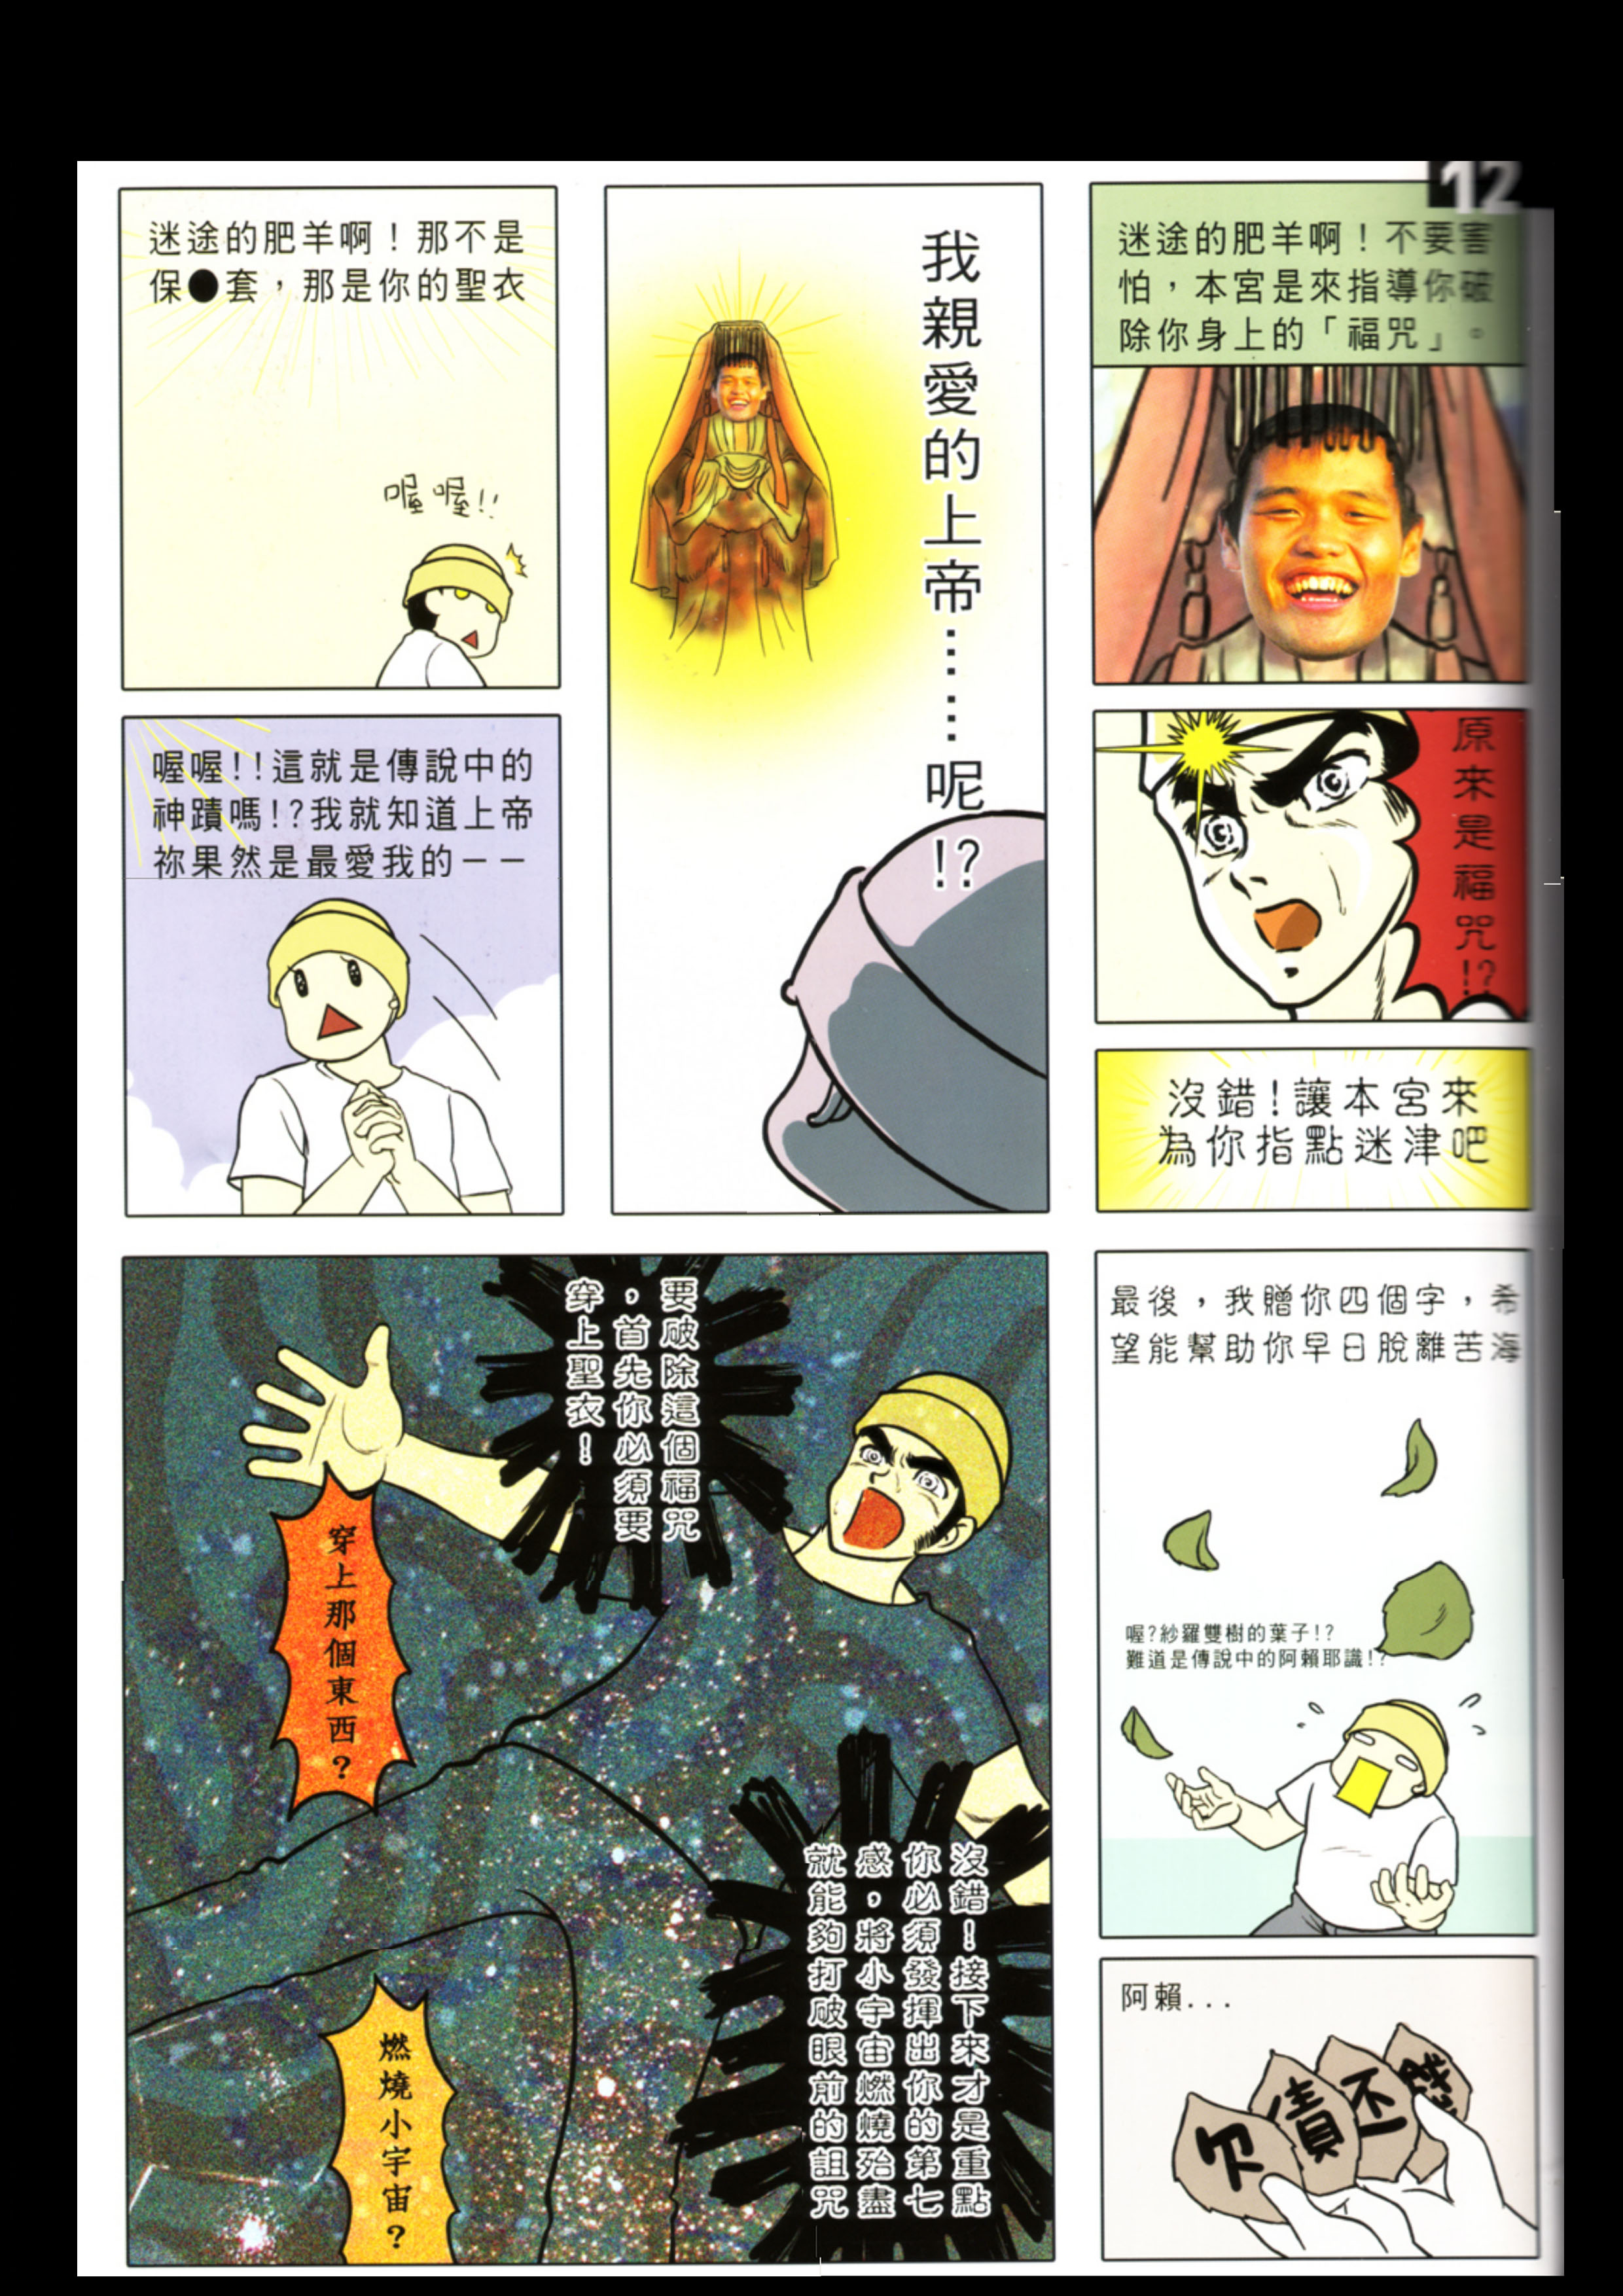 迷途的肥羊啊！那不是
保●套，那是你的聖衣
喔喔!!
喔喔!!這就是傳說中的
神蹟嗎!?我就知道上帝
祢果然是最愛我的－－
我親愛的上帝……呢!?
12
迷途的肥羊啊！不要害
怕，本宮是來指導你破
除你身上的「福咒」。
原來是福咒!?
沒錯！讓本宮來
為你指點迷津吧
要破除這個福咒
，首先你必須要
穿上聖衣！
穿上那個東西？
沒錯！接下來才是重點
你必須發揮出你的第七
感，將小宇宙燃燒殆盡
就能夠打破眼前的詛咒
燃燒小宇宙？
最後，我贈你四個字，希
望能幫助你早日脫離苦海
喔?紗羅雙樹的葉子!?
難道是傳說中的阿賴耶識!?
阿賴...
欠債